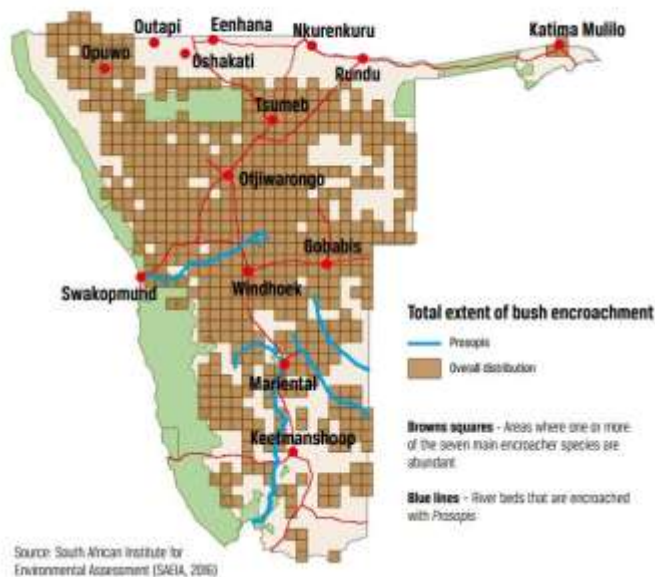 Outapi
Eenhana
Nkurenkuru
Katima Mulilo
Opuwo
Oshakati
Rundu
Tsumeb
Otjiwarongo
Gobabis
Swakopmund
Windhoek
Mariental
Keetmanshoop
Total extent of bush encroachment
Prosopis
Overall distribution
Browns squares - Areas where one or more
of the seven main encroacher species are
abundant
Blue lines - River beds that are encroached
with Prosopis
Source: South African Institute for
Environmental Assessment (SAEIA, 2016)